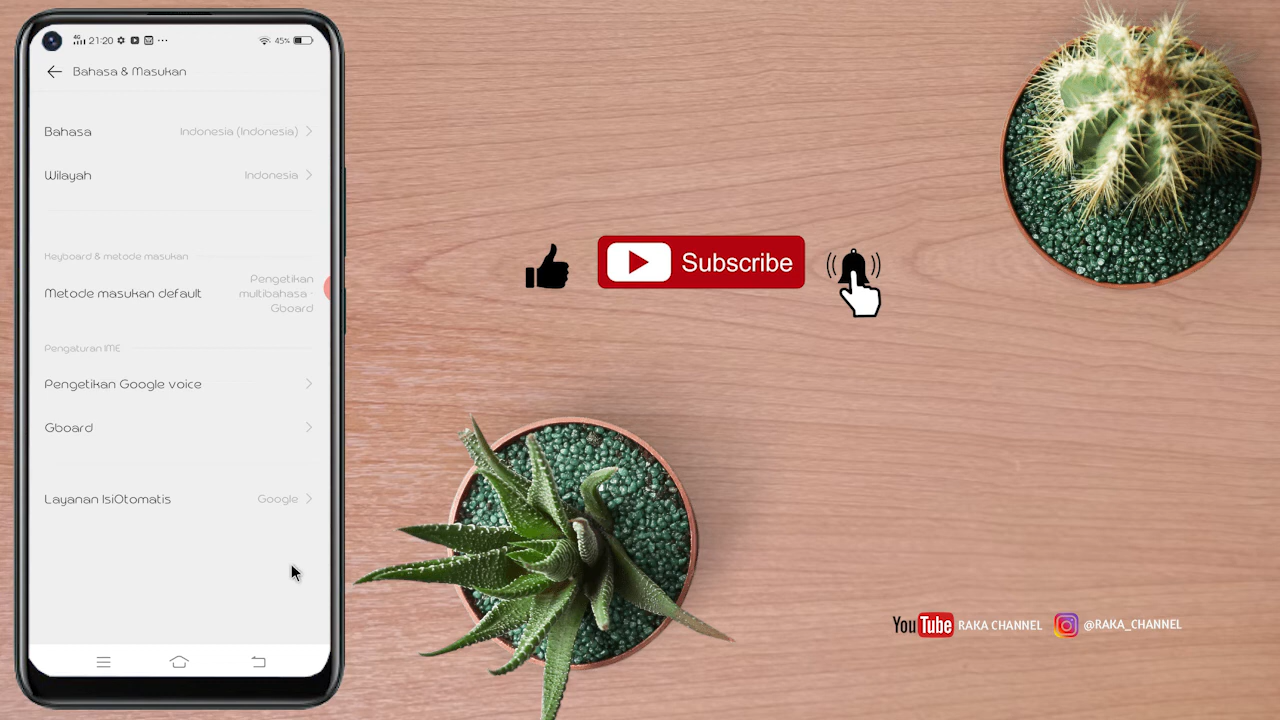 4G 21:20 45%
Bahasa & Masukan
Bahasa Indonesia (Indonesia)
Wilayah Indonesia
Keyboard & metode masukan
Metode masukan default Pengetikan
multibahasa -
Gboard
Pengaturan IME
Pengetikan Google voice
Gboard
Layanan IsiOtomatis Google
Subscribe
YouTube RAKA CHANNEL @RAKA_CHANNEL